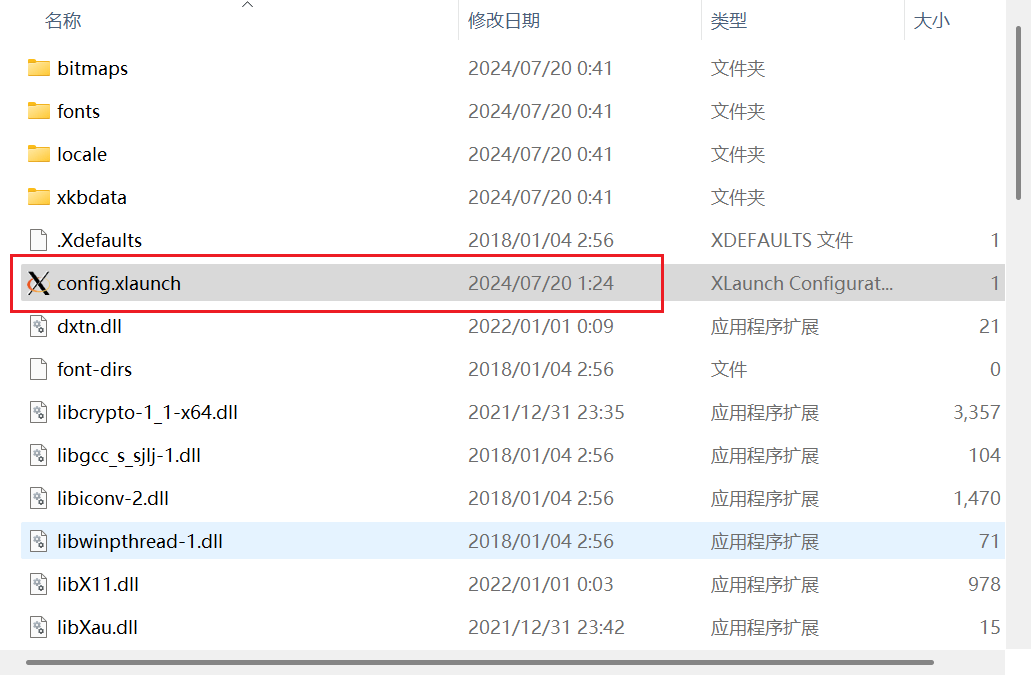 名称 修改日期 类型 大小
bitmaps 2024/07/20 0:41 文件夹
fonts 2024/07/20 0:41 文件夹
locale 2024/07/20 0:41 文件夹
xkbdata 2024/07/20 0:41 文件夹
.Xdefaults 2018/01/04 2:56 XDEFAULTS 文件 1
config.xlaunch 2024/07/20 1:24 XLaunch Configurat... 1
dxtn.dll 2022/01/01 0:09 应用程序扩展 21
font-dirs 2018/01/04 2:56 文件 0
libcrypto-1_1-x64.dll 2021/12/31 23:35 应用程序扩展 3,357
libgcc_s_sjlj-1.dll 2018/01/04 2:56 应用程序扩展 104
libiconv-2.dll 2018/01/04 2:56 应用程序扩展 1,470
libwinpthread-1.dll 2018/01/04 2:56 应用程序扩展 71
libX11.dll 2022/01/01 0:03 应用程序扩展 978
libXau.dll 2021/12/31 23:42 应用程序扩展 15